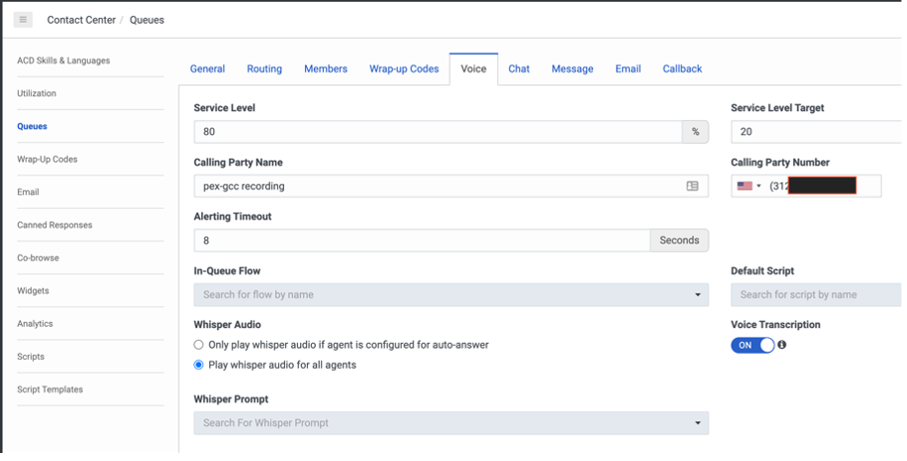 Contact Center / Queues
ACD Skills & Languages
Utilization
Queues
Wrap-Up Codes
Email
Canned Responses
Co-browse
Widgets
Analytics
Scripts
Script Templates
General Routing Members Wrap-up Codes Voice Chat Message Email Callback
Service Level
80 %
Service Level Target
20
Calling Party Name
pex-gcc recording
Calling Party Number
(312
Alerting Timeout
8 Seconds
In-Queue Flow
Search for flow by name
Default Script
Search for script by name
Whisper Audio
Only play whisper audio if agent is configured for auto-answer
Play whisper audio for all agents
Voice Transcription
ON
Whisper Prompt
Search For Whisper Prompt